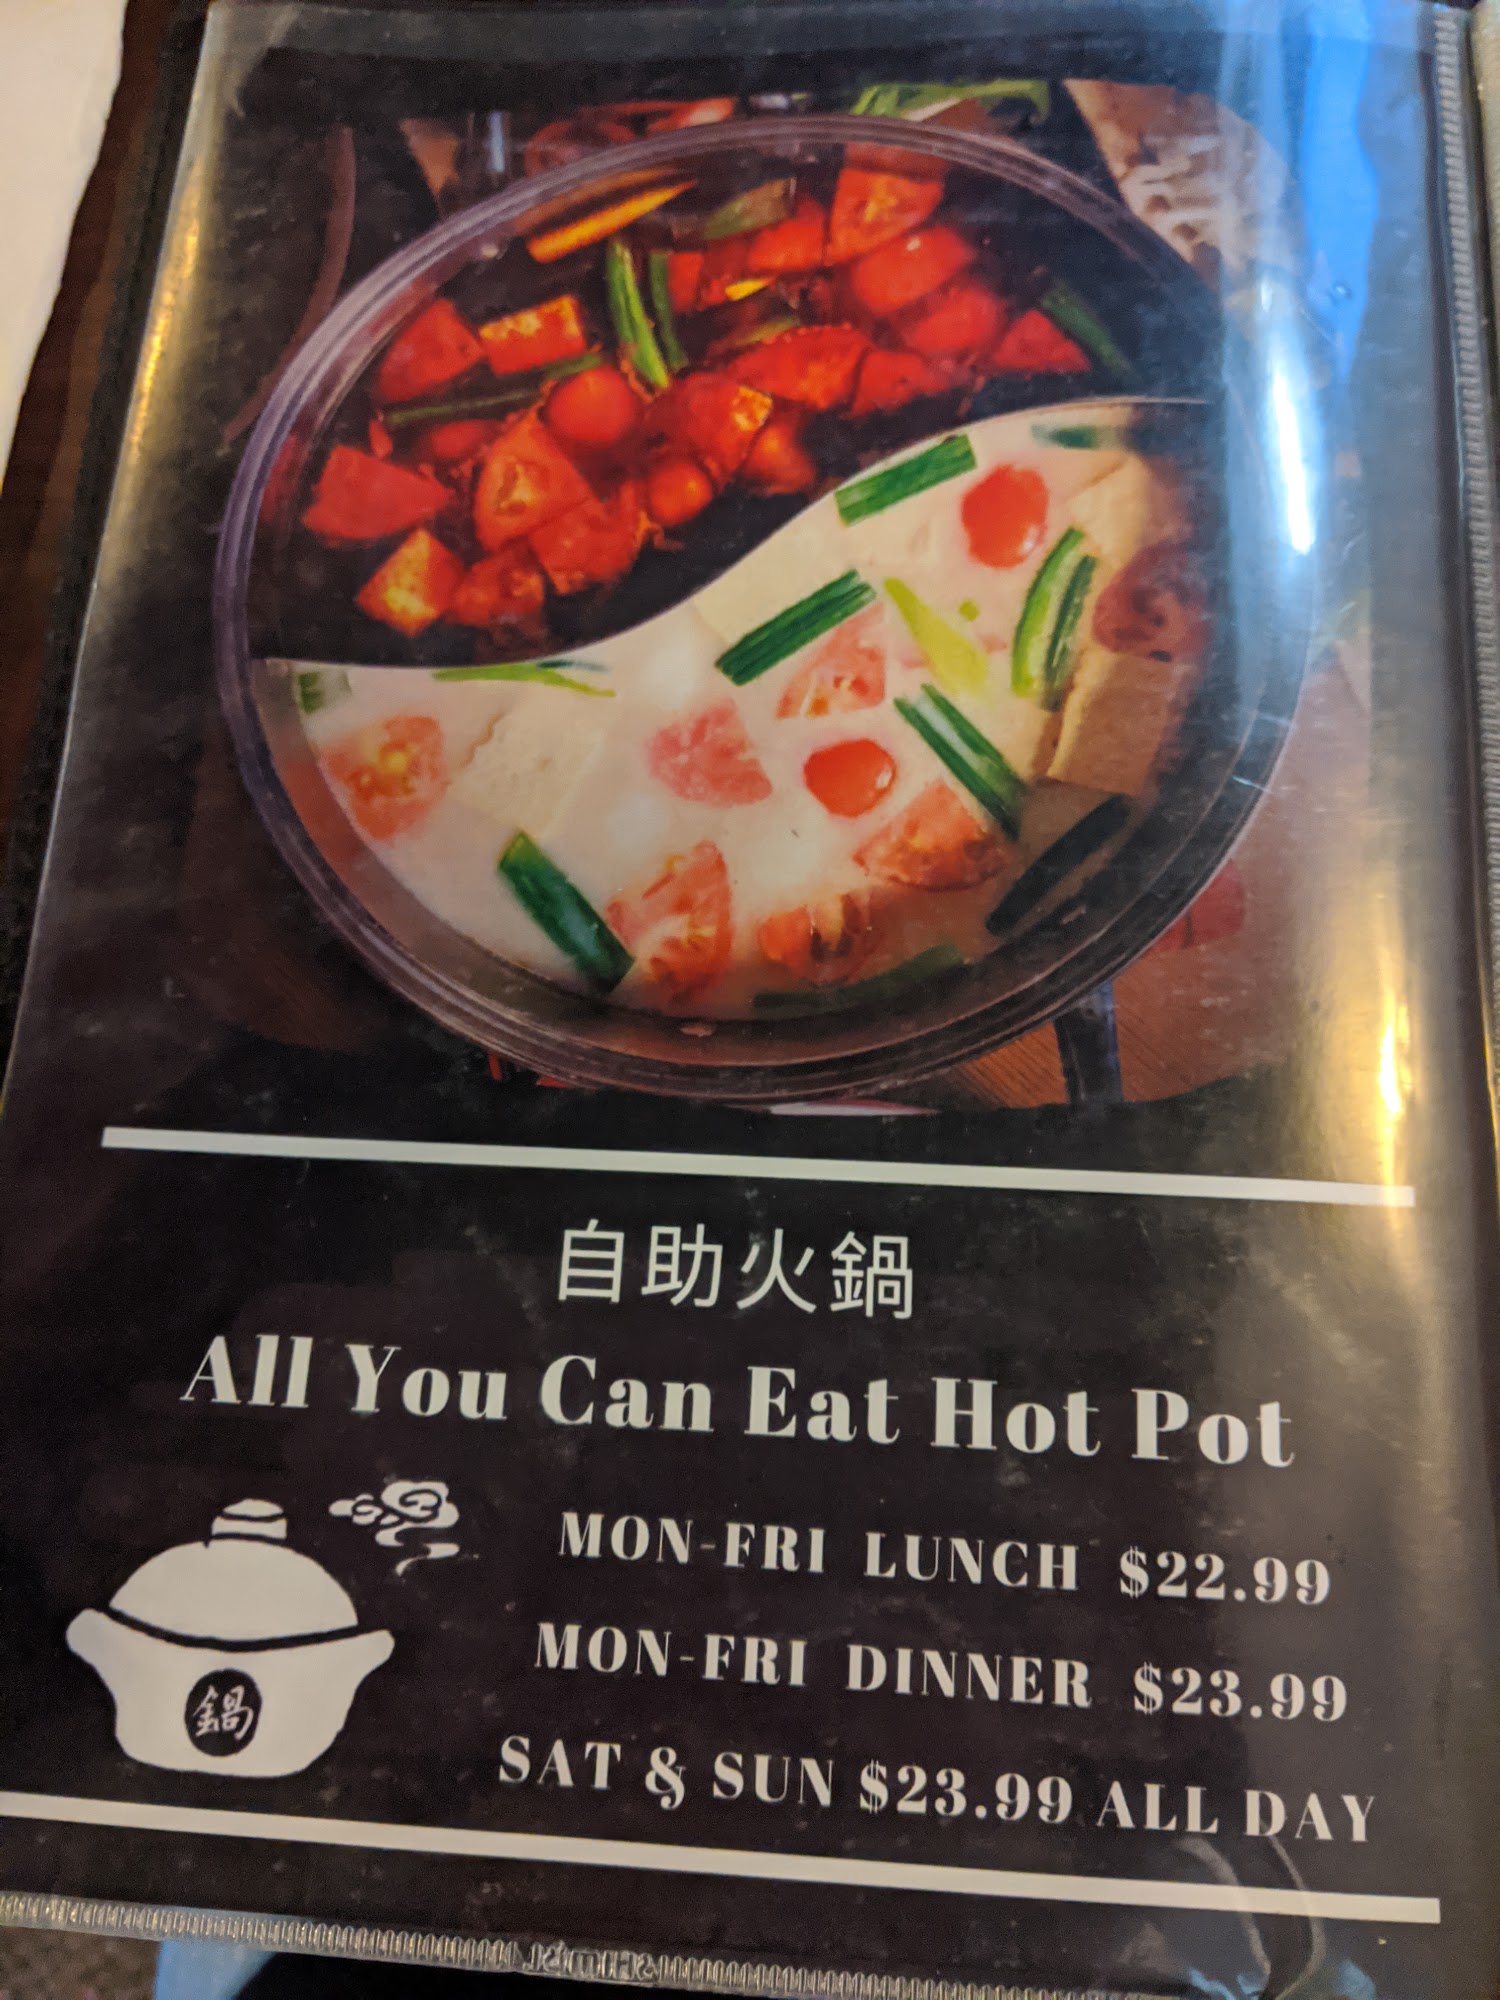 自助火鍋
All You Can Eat Hot Pot
MON-FRI LUNCH $22.99
MON-FRI DINNER $23.99
SAT & SUN $23.99 ALL DAY
鍋